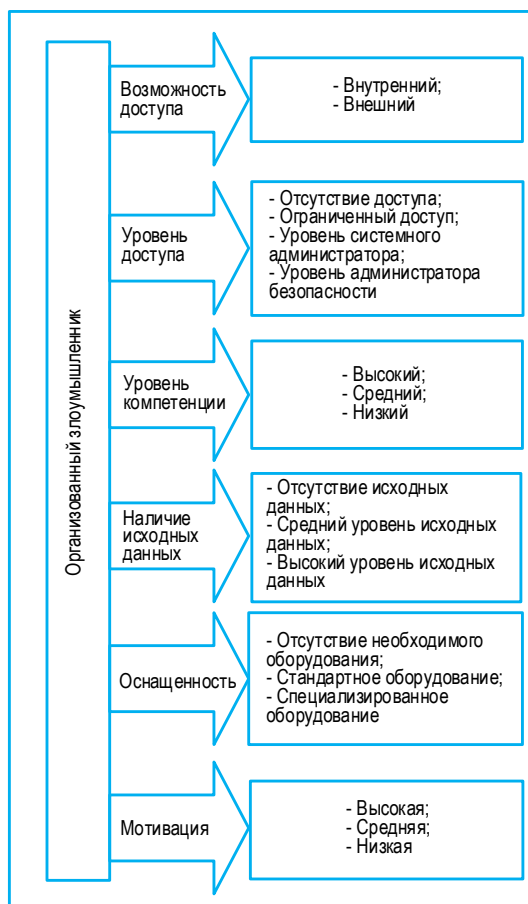 Организованный злоумышленник
Возможность
доступа
- Внутренний;
- Внешний
Уровень
доступа
- Отсутствие доступа;
- Ограниченный доступ;
- Уровень системного
администратора;
- Уровень администратора
безопасности
Уровень
компетенции
- Высокий;
- Средний;
- Низкий
Наличие
исходных
данных
- Отсутствие исходных
данных;
- Средний уровень исходных
данных;
- Высокий уровень исходных
данных
Оснащенность
- Отсутствие необходимого
оборудования;
- Стандартное оборудование;
- Специализированное
оборудование
Мотивация
- Высокая;
- Средняя;
- Низкая